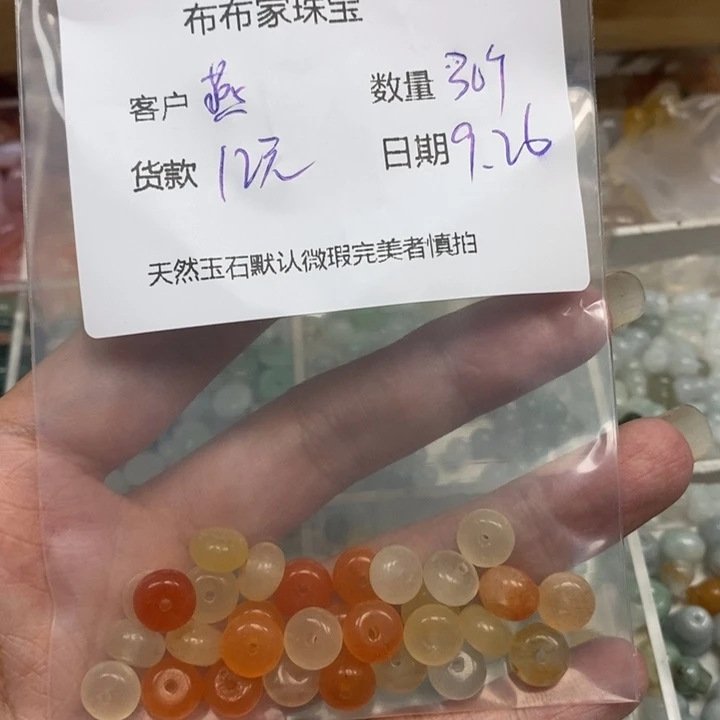 布布家珠宝
客户 燕 数量 30个
货款 12元 日期 9.26
天然玉石默认微瑕完美者慎拍